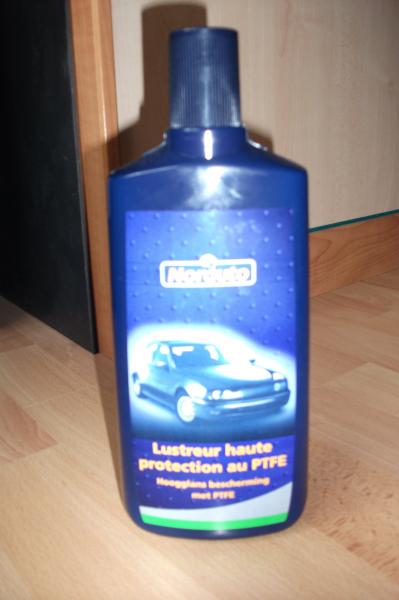 Norauto
Lustreur haute
protection au PTFE
Hoogglans bescherming
met PTFE